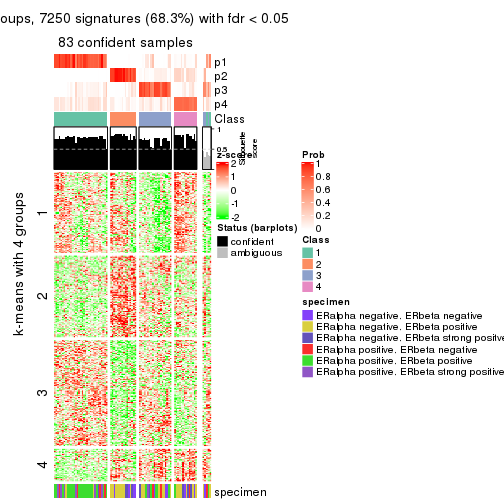 oups, 7250 signatures (68.3%) with fdr < 0.05
83 confident samples
p1
p2
p3
p4
Class
1
0.5
0
Silhouette
score
z-score
2
1
0
-1
-2
Status (barplots)
confident
ambiguous
Prob
1
0.8
0.6
0.4
0.2
0
Class
1
2
3
4
specimen
ERalpha negative. ERbeta negative
ERalpha negative. ERbeta positive
ERalpha negative. ERbeta strong positive
ERalpha positive. ERbeta negative
ERalpha positive. ERbeta positive
ERalpha positive. ERbeta strong positive
k-means with 4 groups
1
2
3
4
specimen